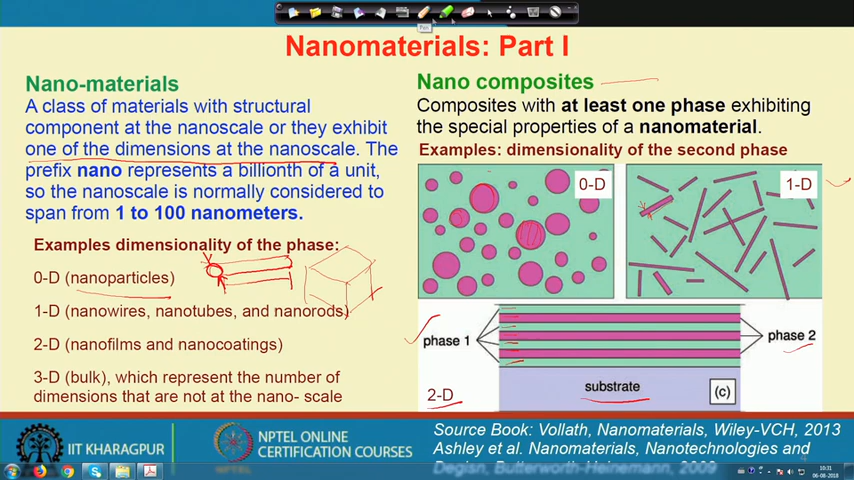 Pen
Nanomaterials: Part I
Nano-materials
A class of materials with structural
component at the nanoscale or they exhibit
one of the dimensions at the nanoscale. The
prefix nano represents a billionth of a unit,
so the nanoscale is normally considered to
span from 1 to 100 nanometers.
Examples dimensionality of the phase:
0-D (nanoparticles)
1-D (nanowires, nanotubes, and nanorods)
2-D (nanofilms and nanocoatings)
3-D (bulk), which represent the number of
dimensions that are not at the nano- scale
Nano composites
Composites with at least one phase exhibiting
the special properties of a nanomaterial.
Examples: dimensionality of the second phase
0-D
1-D
phase 1
phase 2
substrate
(c)
2-D
IIT KHARAGPUR
NPTEL ONLINE
CERTIFICATION COURSES
Source Book: Vollath, Nanomaterials, Wiley-VCH, 2013
Ashley et al. Nanomaterials, Nanotechnologies and
Degisn, Butterworth-Heinemann, 2009
10:31
06-08-2018